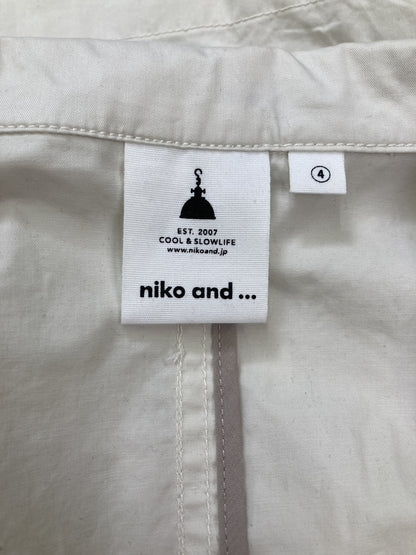 EST. 2007
COOL & SLOWLIFE
www.nikoand.jp
niko and ...
④